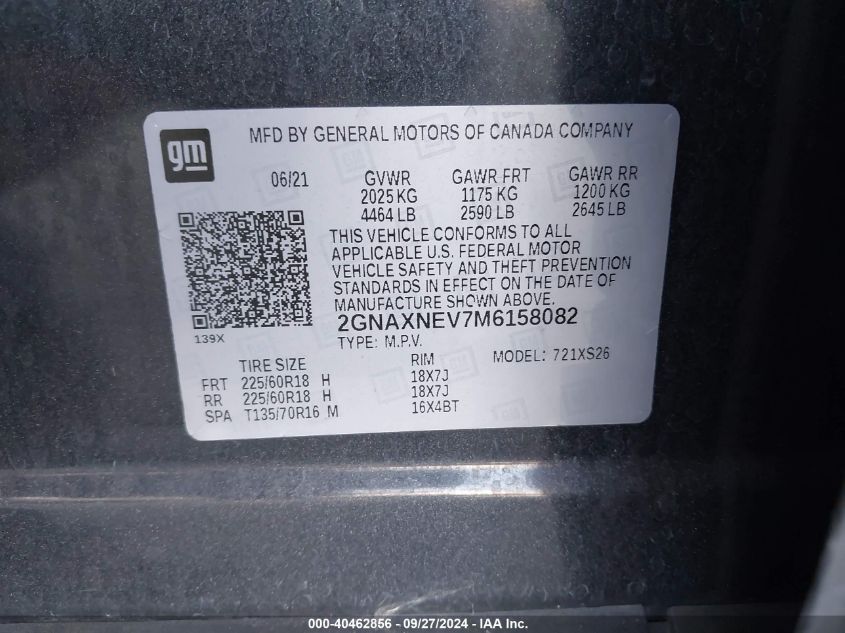 gm
MFD BY GENERAL MOTORS OF CANADA COMPANY
06/21 GVWR GAWR FRT GAWR RR
2025 KG 1175 KG 1200 KG
4464 LB 2590 LB 2645 LB
THIS VEHICLE CONFORMS TO ALL
APPLICABLE U.S. FEDERAL MOTOR
VEHICLE SAFETY AND THEFT PREVENTION
STANDARDS IN EFFECT ON THE DATE OF
MANUFACTURE SHOWN ABOVE.
2GNAXNEV7M6158082
139X
TYPE: M.P.V. MODEL: 721XS26
TIRE SIZE RIM
FRT 225/60R18 H 18X7J
RR 225/60R18 H 18X7J
SPA T135/70R16 M 16X4BT
000-40462856 - 09/27/2024 - IAA Inc.